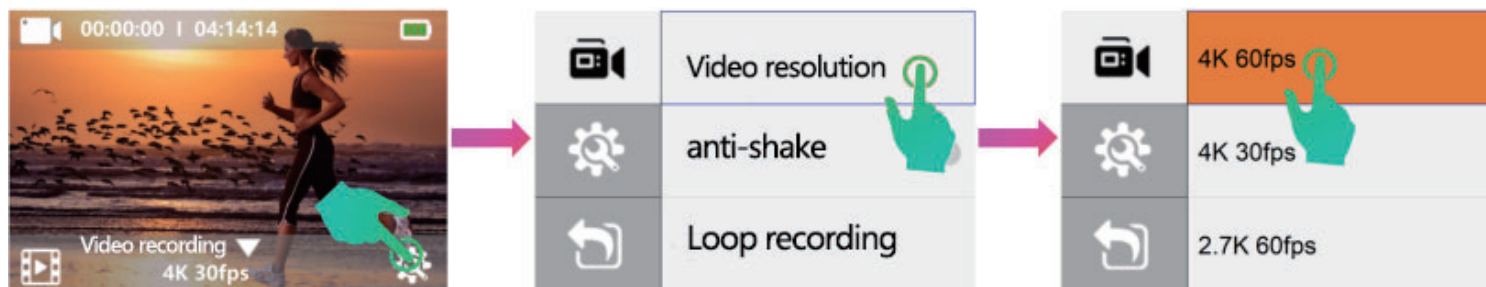 00:00:00 | 04:14:14
Video recording
4K 30fps
Video resolution
anti-shake
Loop recording
4K 60fps
4K 30fps
2.7K 60fps